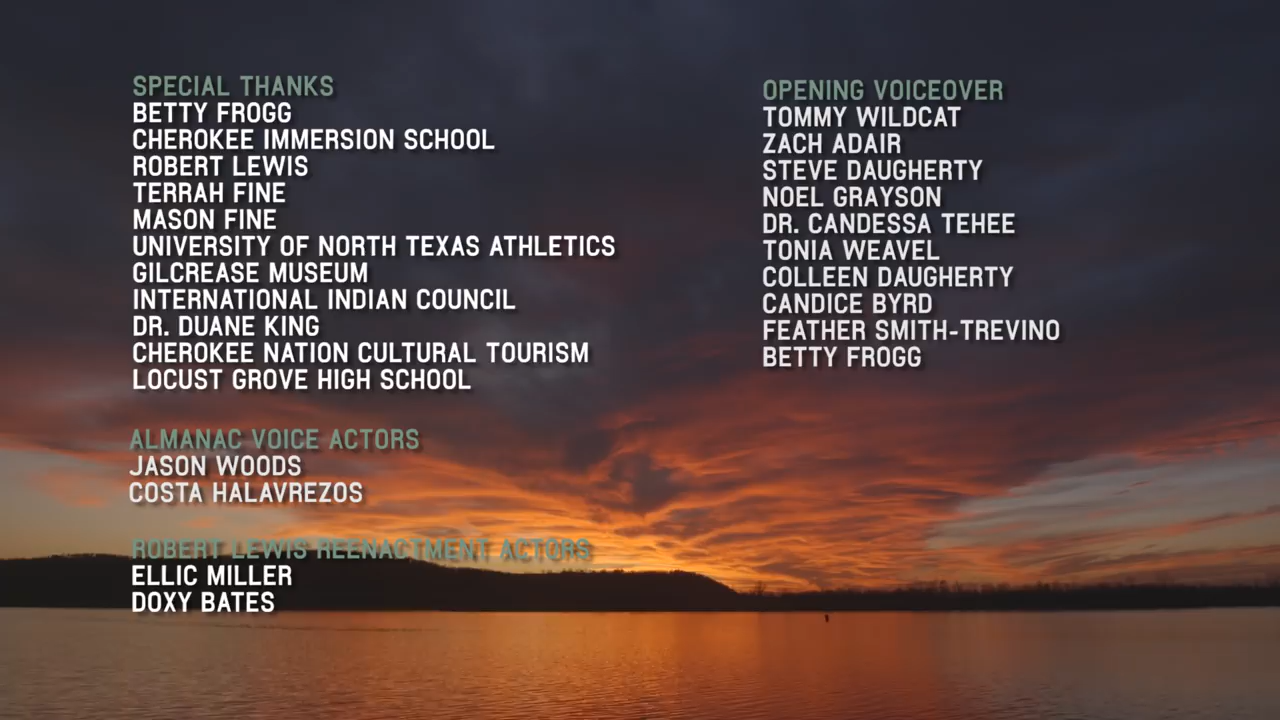 SPECIAL THANKS
BETTY FROGG
CHEROKEE IMMERSION SCHOOL
ROBERT LEWIS
TERRAH FINE
MASON FINE
UNIVERSITY OF NORTH TEXAS ATHLETICS
GILCREASE MUSEUM
INTERNATIONAL INDIAN COUNCIL
DR. DUANE KING
CHEROKEE NATION CULTURAL TOURISM
LOCUST GROVE HIGH SCHOOL
ALMANAC VOICE ACTORS
JASON WOODS
COSTA HALAVREZOS
ROBERT LEWIS REENACTMENT ACTORS
ELLIC MILLER
DOXY BATES
OPENING VOICEOVER
TOMMY WILDCAT
ZACH ADAIR
STEVE DAUGHERTY
NOEL GRAYSON
DR. CANDESSA TEHEE
TONIA WEAVEL
COLLEEN DAUGHERTY
CANDICE BYRD
FEATHER SMITH-TREVINO
BETTY FROGG